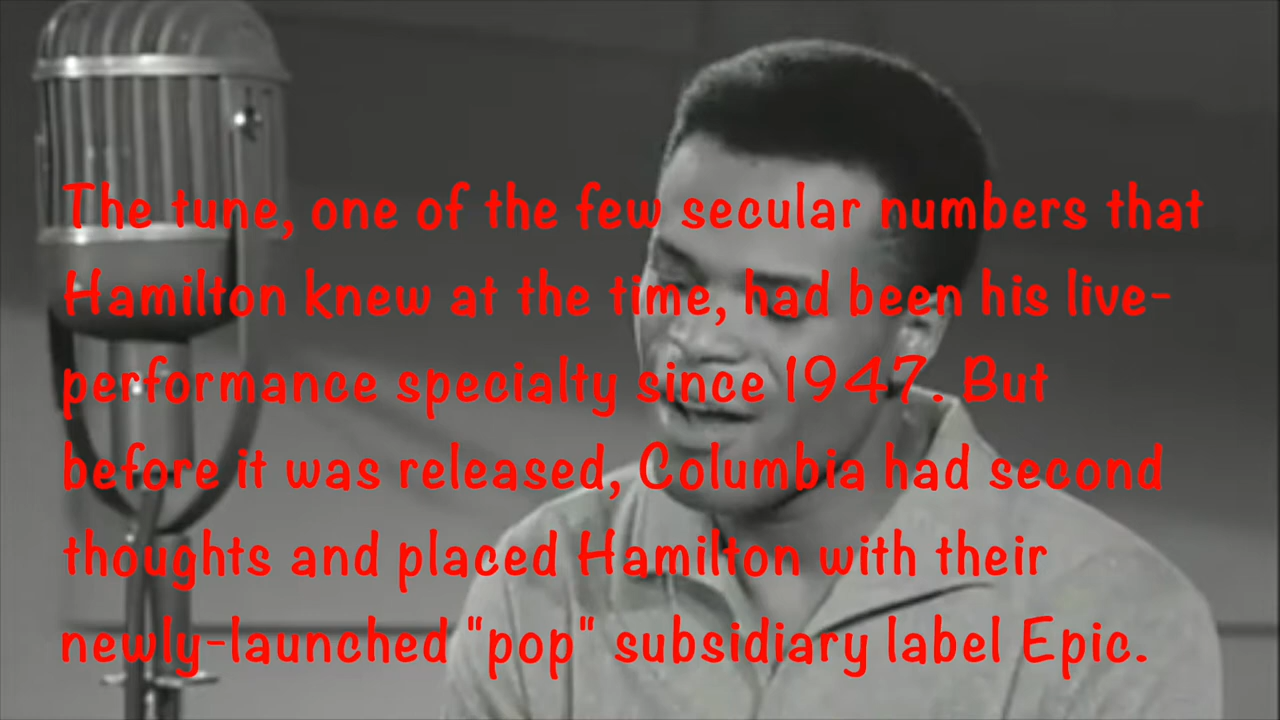 The tune, one of the few secular numbers that
Hamilton knew at the time, had been his live-
performance specialty since 1947. But
before it was released, Columbia had second
thoughts and placed Hamilton with their
newly-launched "pop" subsidiary label Epic.